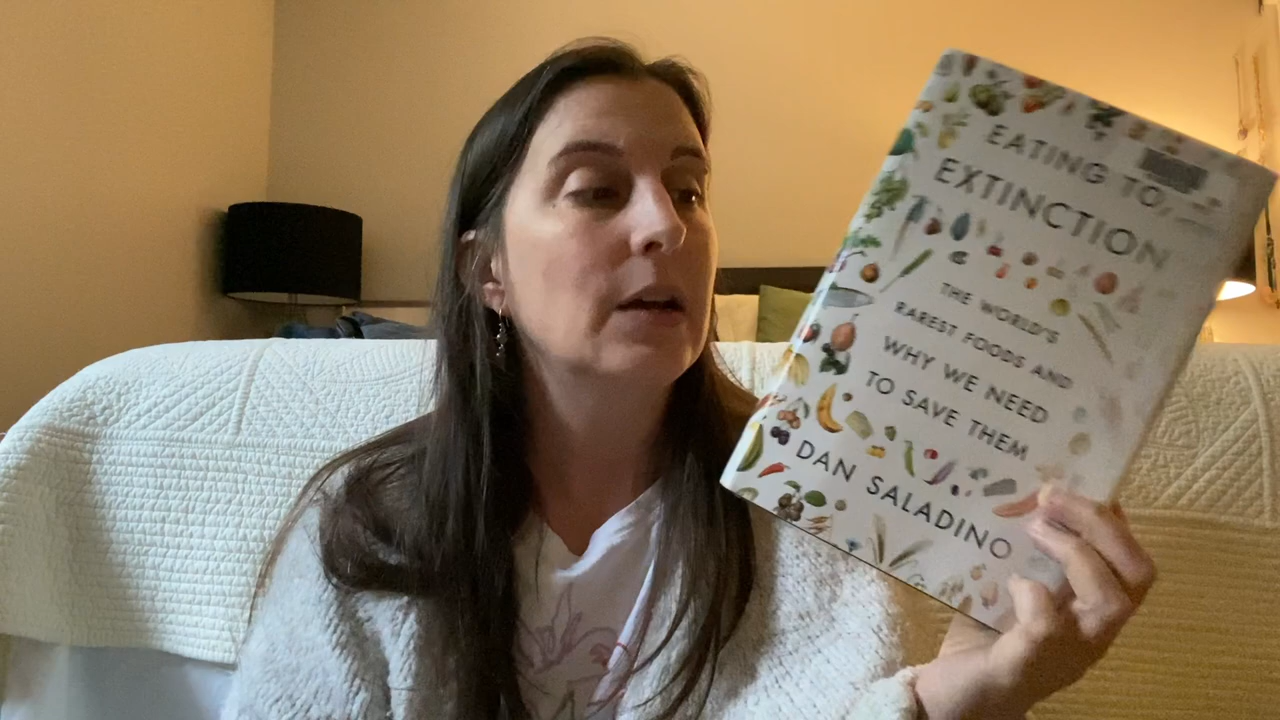 EATING TO
EXTINCTION
THE WORLD'S
RAREST FOODS AND
WHY WE NEED
TO SAVE THEM
DAN SALADINO